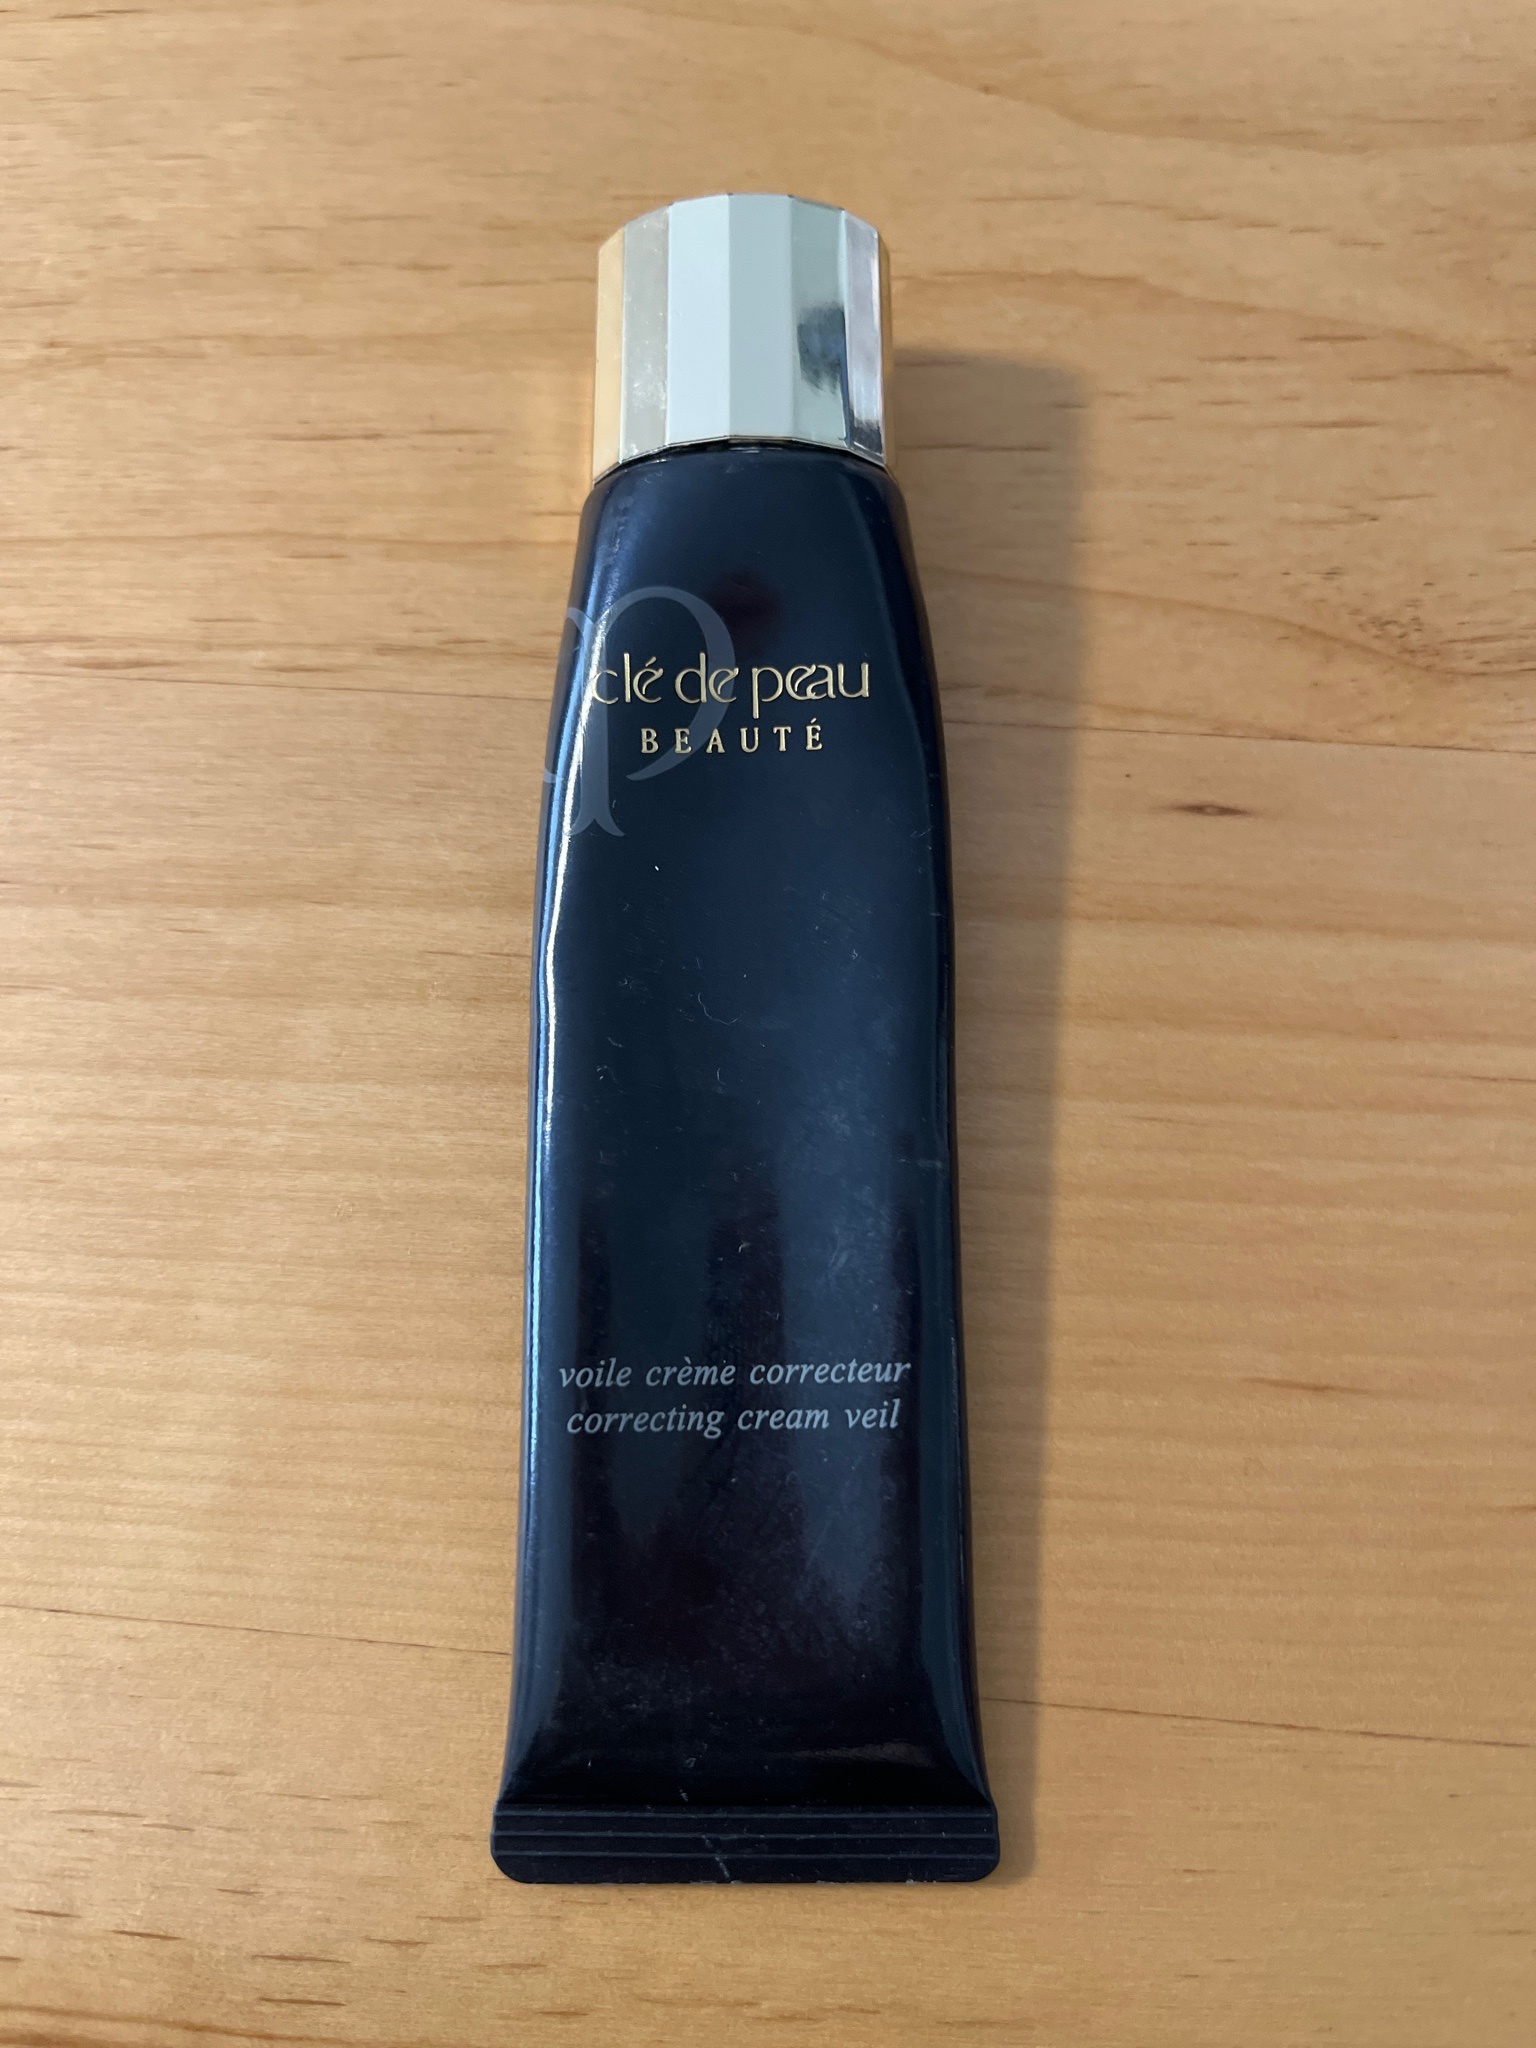 clé de peau
BEAUTÉ
voile crème correcteur
correcting cream veil